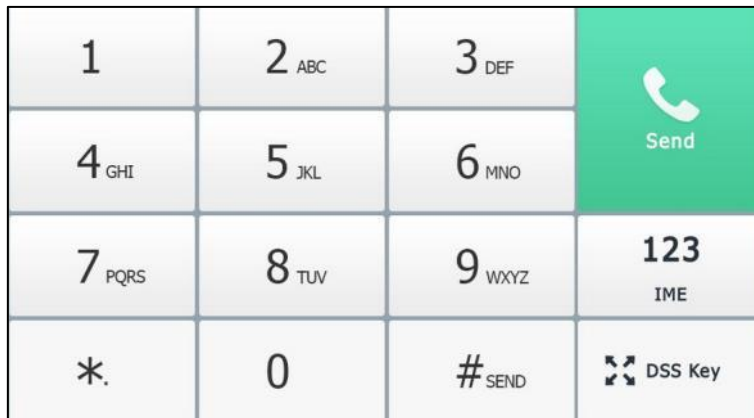 1
2 ABC
3 DEF
Send
4 GHI
5 JKL
6 MNO
7 PQRS
8 TUV
9 WXYZ
123
IME
*.
0
# SEND
DSS Key